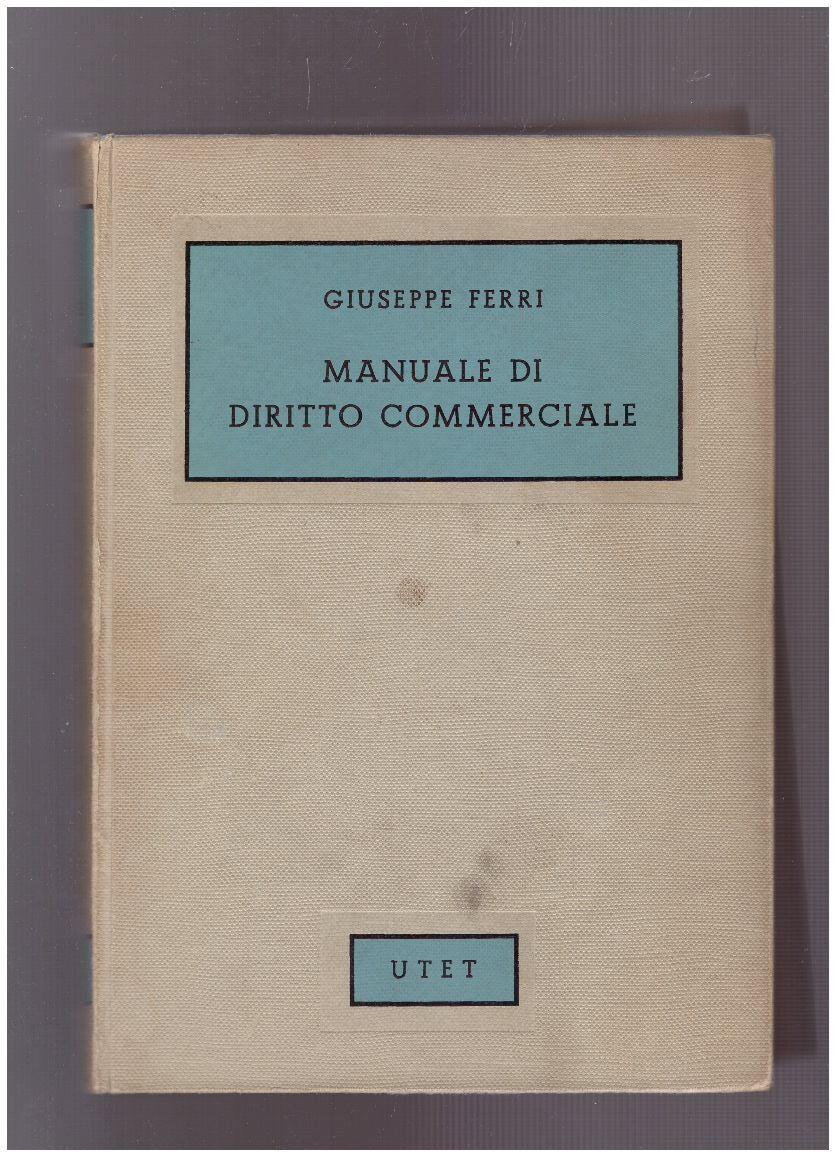 GIUSEPPE FERRI
MANUALE DI
DIRITTO COMMERCIALE
UTET